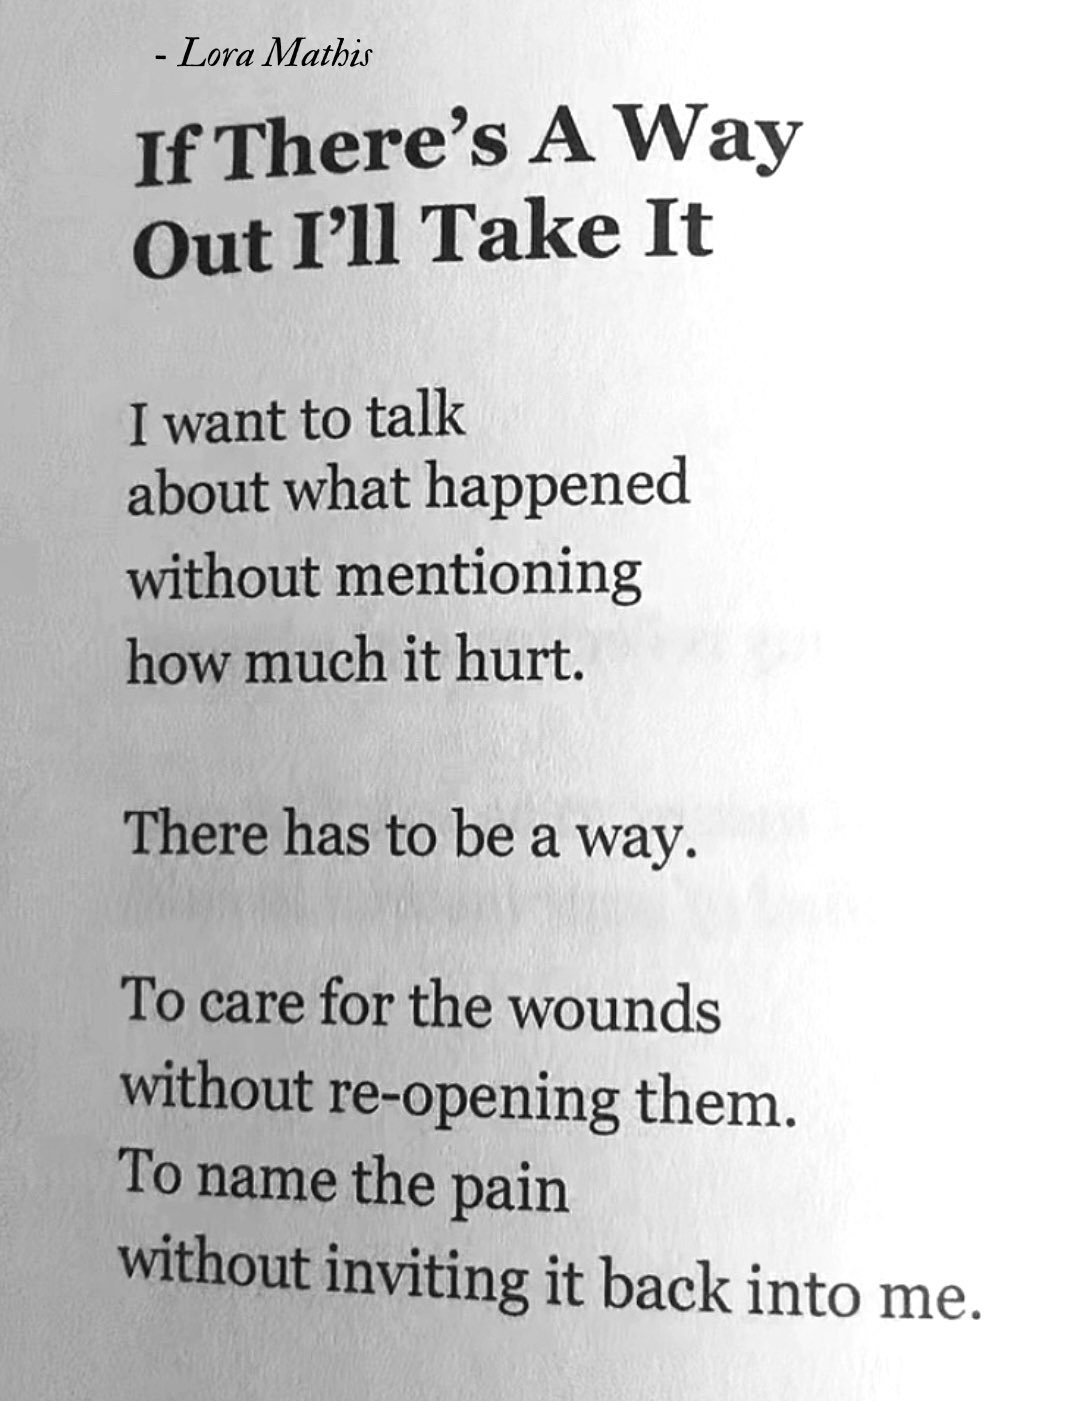 - Lora Mathis
If There's A Way
Out I'll Take It
I want to talk
about what happened
without mentioning
how much it hurt.
There has to be a way.
To care for the wounds
without re-opening them.
To name the pain
without inviting it back into me.